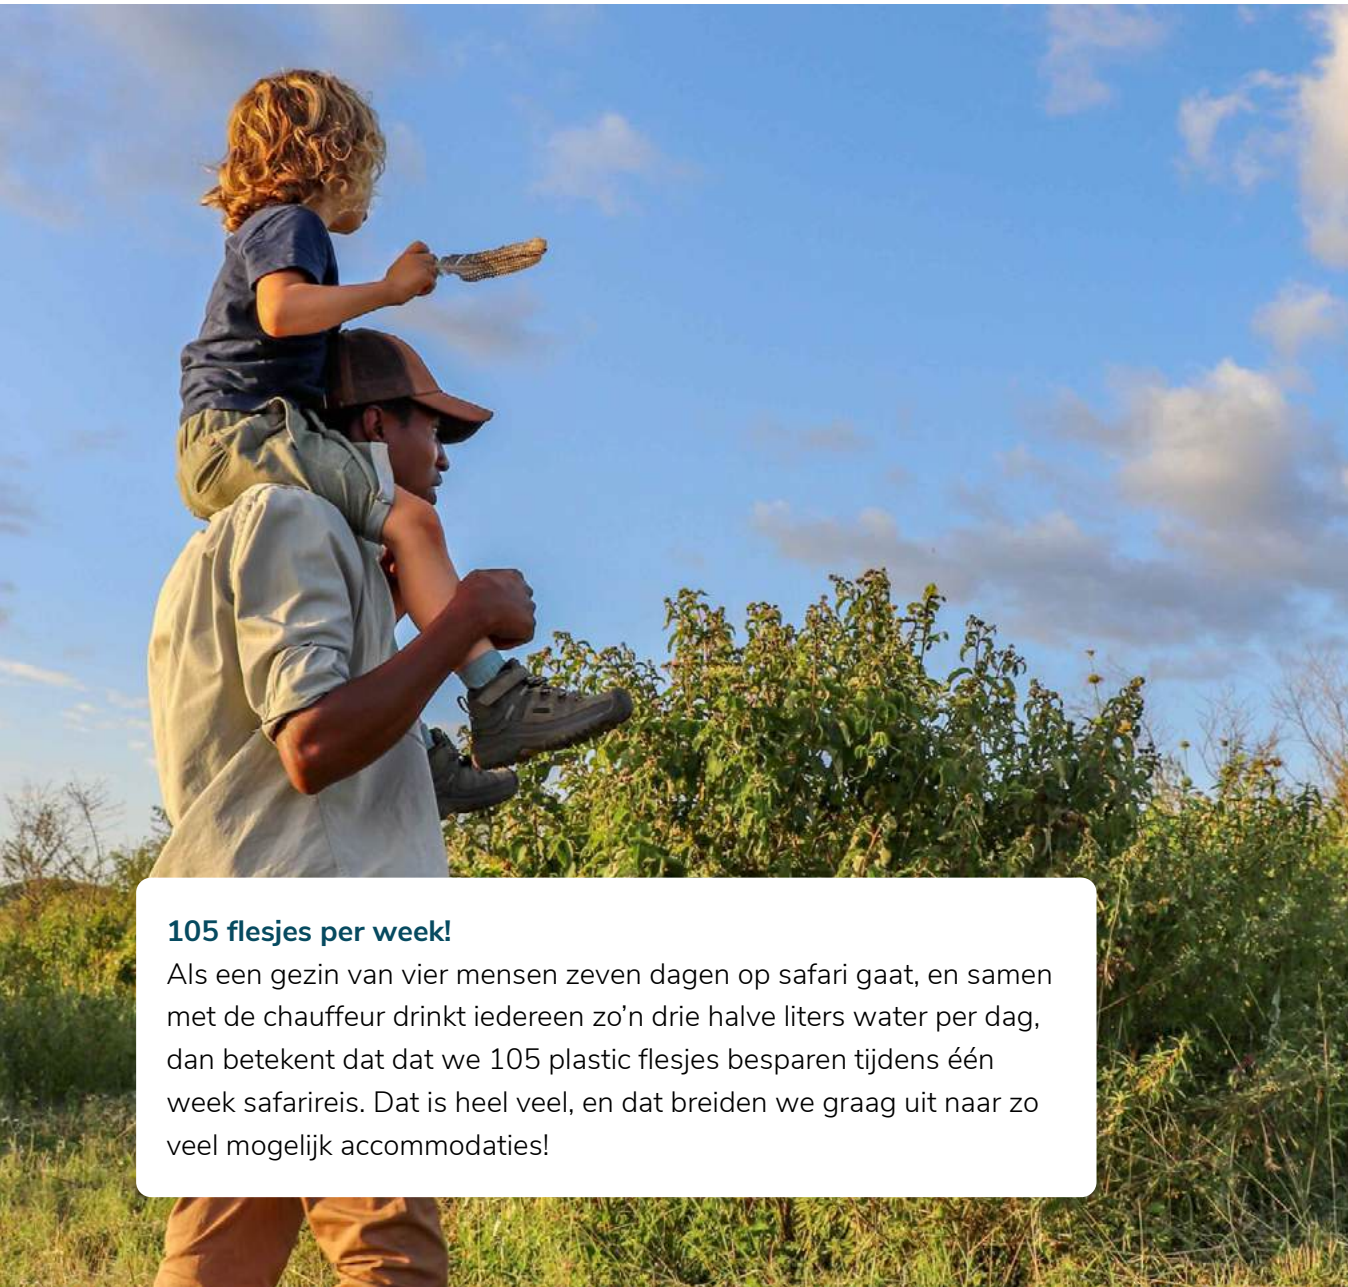 105 flesjes per week!
Als een gezin van vier mensen zeven dagen op safari gaat, en samen
met de chauffeur drinkt iedereen zo’n drie halve liters water per dag,
dan betekent dat dat we 105 plastic flesjes besparen tijdens één
week safarireis. Dat is heel veel, en dat breiden we graag uit naar zo
veel mogelijk accommodaties!